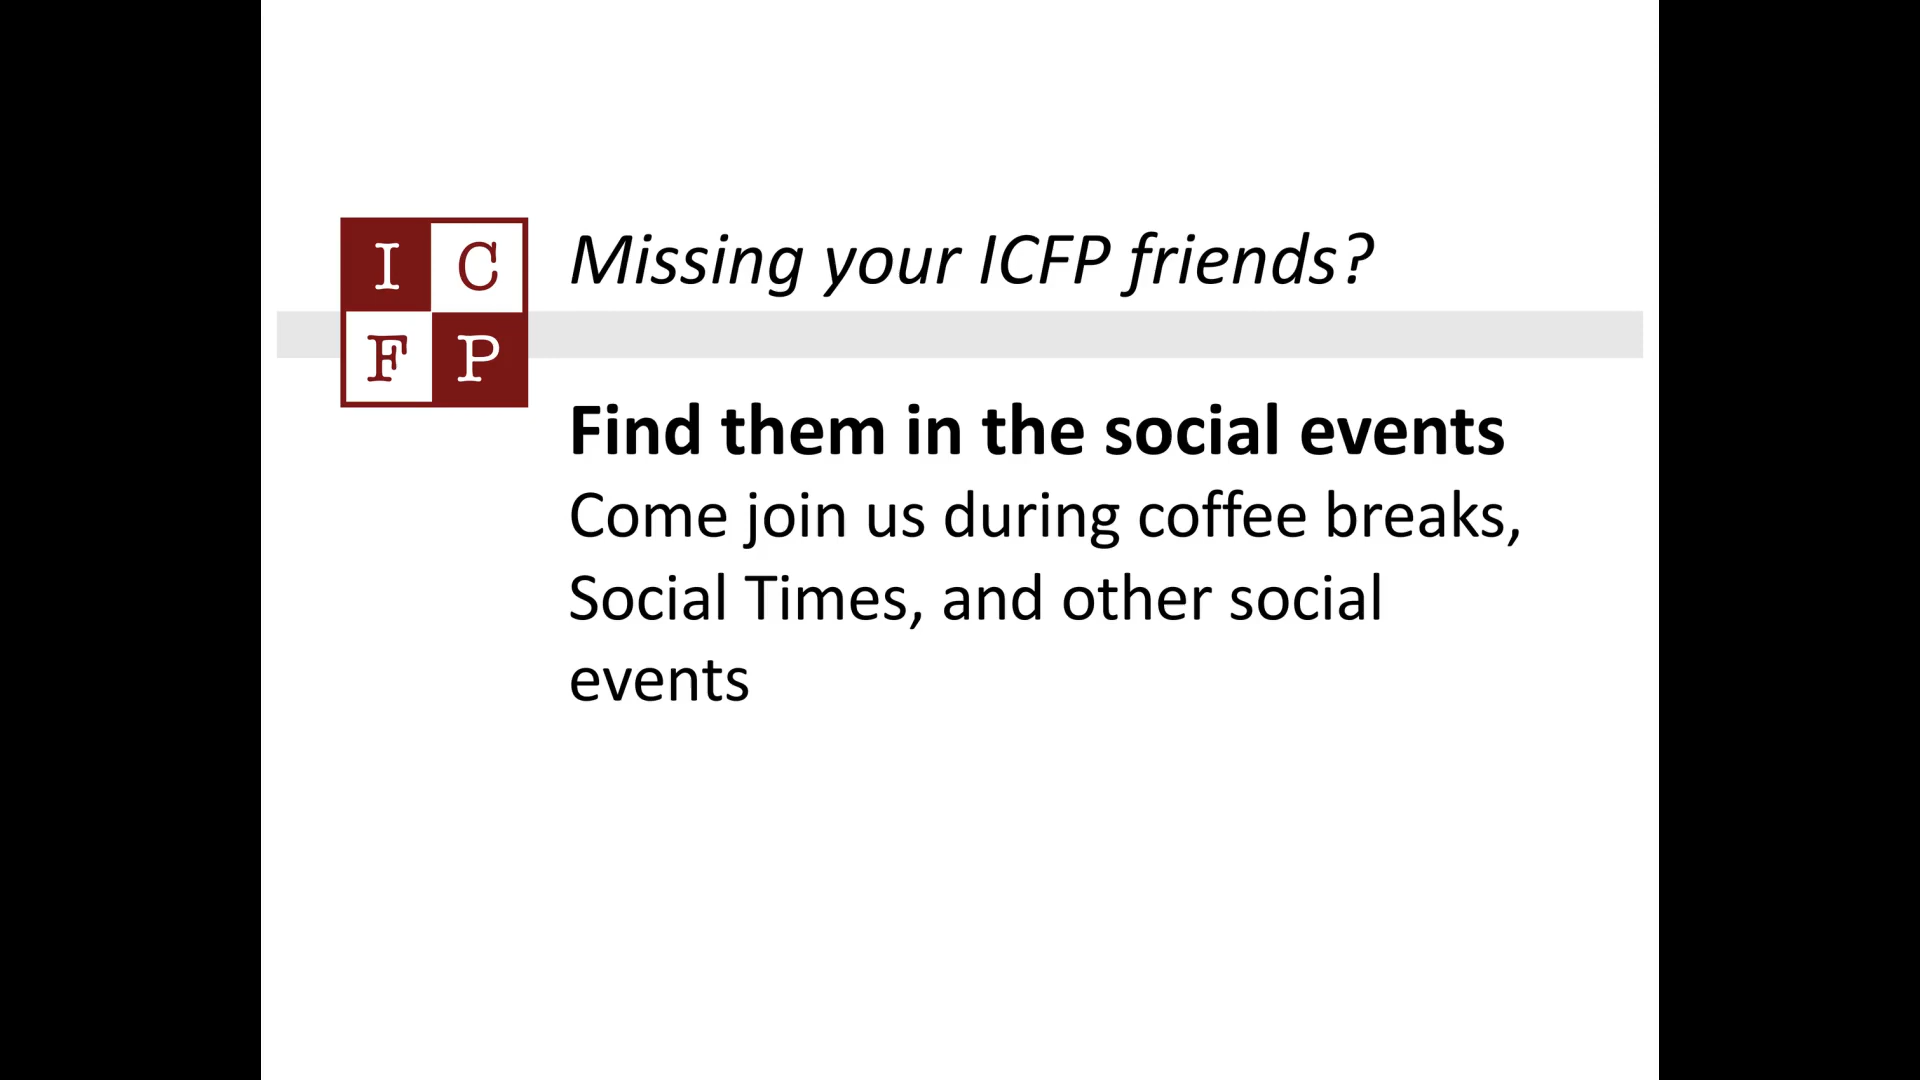 I C
F P
Missing your ICFP friends?
Find them in the social events
Come join us during coffee breaks,
Social Times, and other social
events